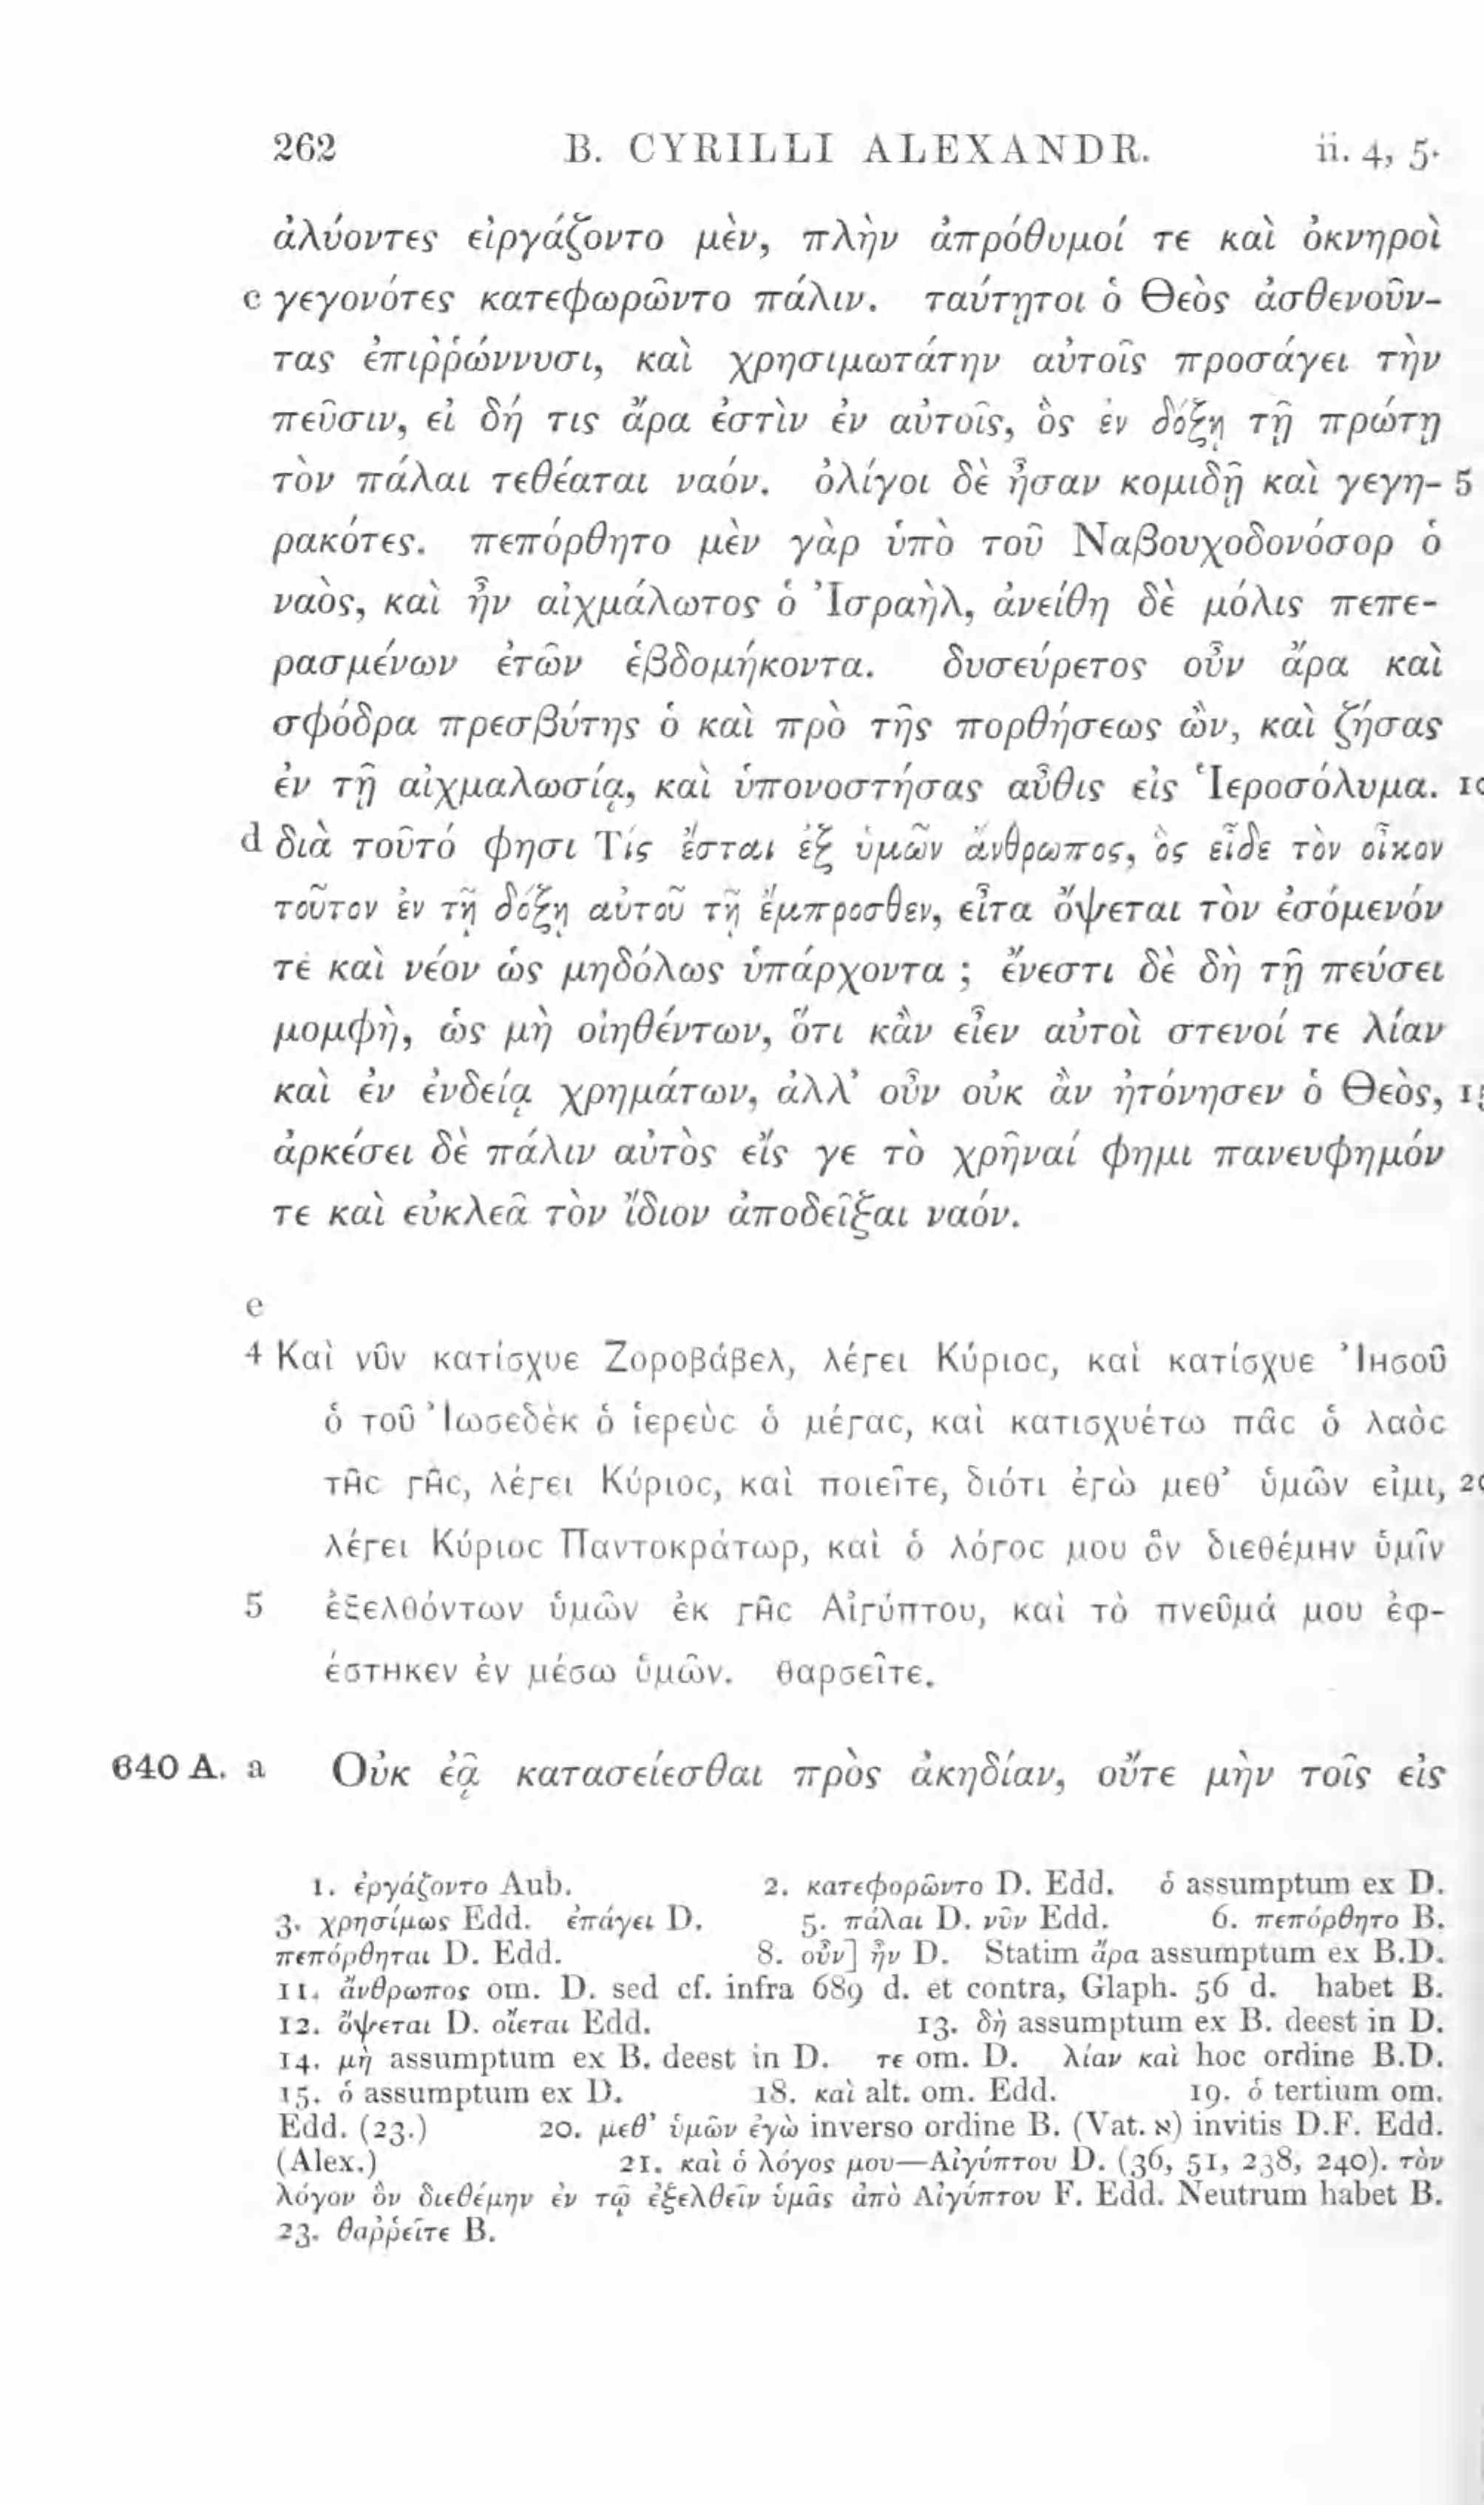 262 B. CYRILLI ALEXANDR. ii. 4, 5.
ἀλύοντες εἰργάζοντο μὲν, πλὴν ἀπρόθυμοί τε καὶ ὀκνηροὶ
c γεγονότες κατεφωρῶντο πάλιν. ταύτῃτοι ὁ Θεὸς ἀσθενοῦν-
τας ἐπιῤῥώννυσι, καὶ χρησιμωτάτην αὐτοῖς προσάγει τὴν
πεῦσιν, εἰ δή τις ἄρα ἐστὶν ἐν αὐτοῖς, ὃς ἐν δόξῃ τῇ πρώτῃ
τὸν πάλαι τεθέαται ναόν. ὀλίγοι δὲ ἦσαν κομιδῇ καὶ γεγη- 5
ρακότες. πεπόρθητο μὲν γὰρ ὑπὸ τοῦ Ναβουχοδονόσορ ὁ
ναὸς, καὶ ἦν αἰχμάλωτος ὁ Ἰσραὴλ, ἀνείθη δὲ μόλις πεπε-
ρασμένων ἐτῶν ἑβδομήκοντα. δυσεύρετος οὖν ἄρα καὶ
σφόδρα πρεσβύτης ὁ καὶ πρὸ τῆς πορθήσεως ὢν, καὶ ζήσας
ἐν τῇ αἰχμαλωσίᾳ, καὶ ὑπονοστήσας αὖθις εἰς Ἱεροσόλυμα.
d διὰ τοῦτό φησι Τίς ἔσται ἐξ ὑμῶν ἄνθρωπος, ὃς εἶδε τὸν οἶκον
τοῦτον ἐν τῇ δόξῃ αὐτοῦ τῇ ἔμπροσθεν, εἶτα ὄψεται τὸν ἐσόμενόν
τε καὶ νέον ὡς μηδόλως ὑπάρχοντα ; ἔνεστι δὲ δὴ τῇ πεύσει
μομφὴ, ὡς μὴ οἰηθέντων, ὅτι κἂν εἶεν αὐτοὶ στενοί τε λίαν
καὶ ἐν ἐνδείᾳ χρημάτων, ἀλλ᾽ οὖν οὐκ ἂν ἠτόνησεν ὁ Θεὸς,
ἀρκέσει δὲ πάλιν αὐτὸς εἴς γε τὸ χρῆναί φημι πανευφημόν
τε καὶ εὐκλεᾶ τὸν ἴδιον ἀποδεῖξαι ναόν.
e
4 Καὶ νῦν κατίσχυε Ζοροβάβελ, λέγει Κύριος, καὶ κατίσχυε Ἰησοῦ
ὁ τοῦ Ἰωσεδὲκ ὁ ἱερεὺς ὁ μέγας, καὶ κατισχυέτω πᾶς ὁ λαὸς
τῆς γῆς, λέγει Κύριος, καὶ ποιεῖτε, διότι ἐγὼ μεθ᾽ ὑμῶν εἰμι,
λέγει Κύριος Παντοκράτωρ, καὶ ὁ λόγος μου ὃν διεθέμην ὑμῖν
5 ἐξελθόντων ὑμῶν ἐκ γῆς Αἰγύπτου, καὶ τὸ πνεῦμά μου ἐφ-
έστηκεν ἐν μέσω ὑμῶν. θαρσεῖτε.
640 A. a Οὐκ ἐᾷ κατασείεσθαι πρὸς ἀκηδίαν, οὔτε μὴν τοῖς εἰς
1. ἐργάζοντο Aub. 2. κατεφορῶντο D. Edd. ὁ assumptum ex D.
3. χρησίμως Edd. ἐπάγει D. 5. πάλαι D. νῦν Edd. 6. πεπόρθητο B.
πεπόρθηται D. Edd. 8. οὖν] ἦν D. Statim ἄρα assumptum ex B.D.
11. ἄνθρωπος om. D. sed cf. infra 689 d. et contra, Glaph. 56 d. habet B.
12. ὄψεται D. οἴεται Edd. 13. δὴ assumptum ex B. deest in D.
14. μὴ assumptum ex B. deest in D. τε om. D. λίαν καὶ hoc ordine B.D.
15. ὁ assumptum ex D. 18. καὶ alt. om. Edd. 19. ὁ tertium om.
Edd. (23.) 20. μεθ᾽ ὑμῶν ἐγὼ inverso ordine B. (Vat. א) invitis D.F. Edd.
(Alex.) 21. καὶ ὁ λόγος μου—Αἰγύπτου D. (36, 51, 238, 240). τὸν
λόγον ὃν διεθέμην ἐν τῷ ἐξελθεῖν ὑμᾶς ἀπὸ Αἰγύπτου F. Edd. Neutrum habet B.
23. θαῤῥεῖτε B.